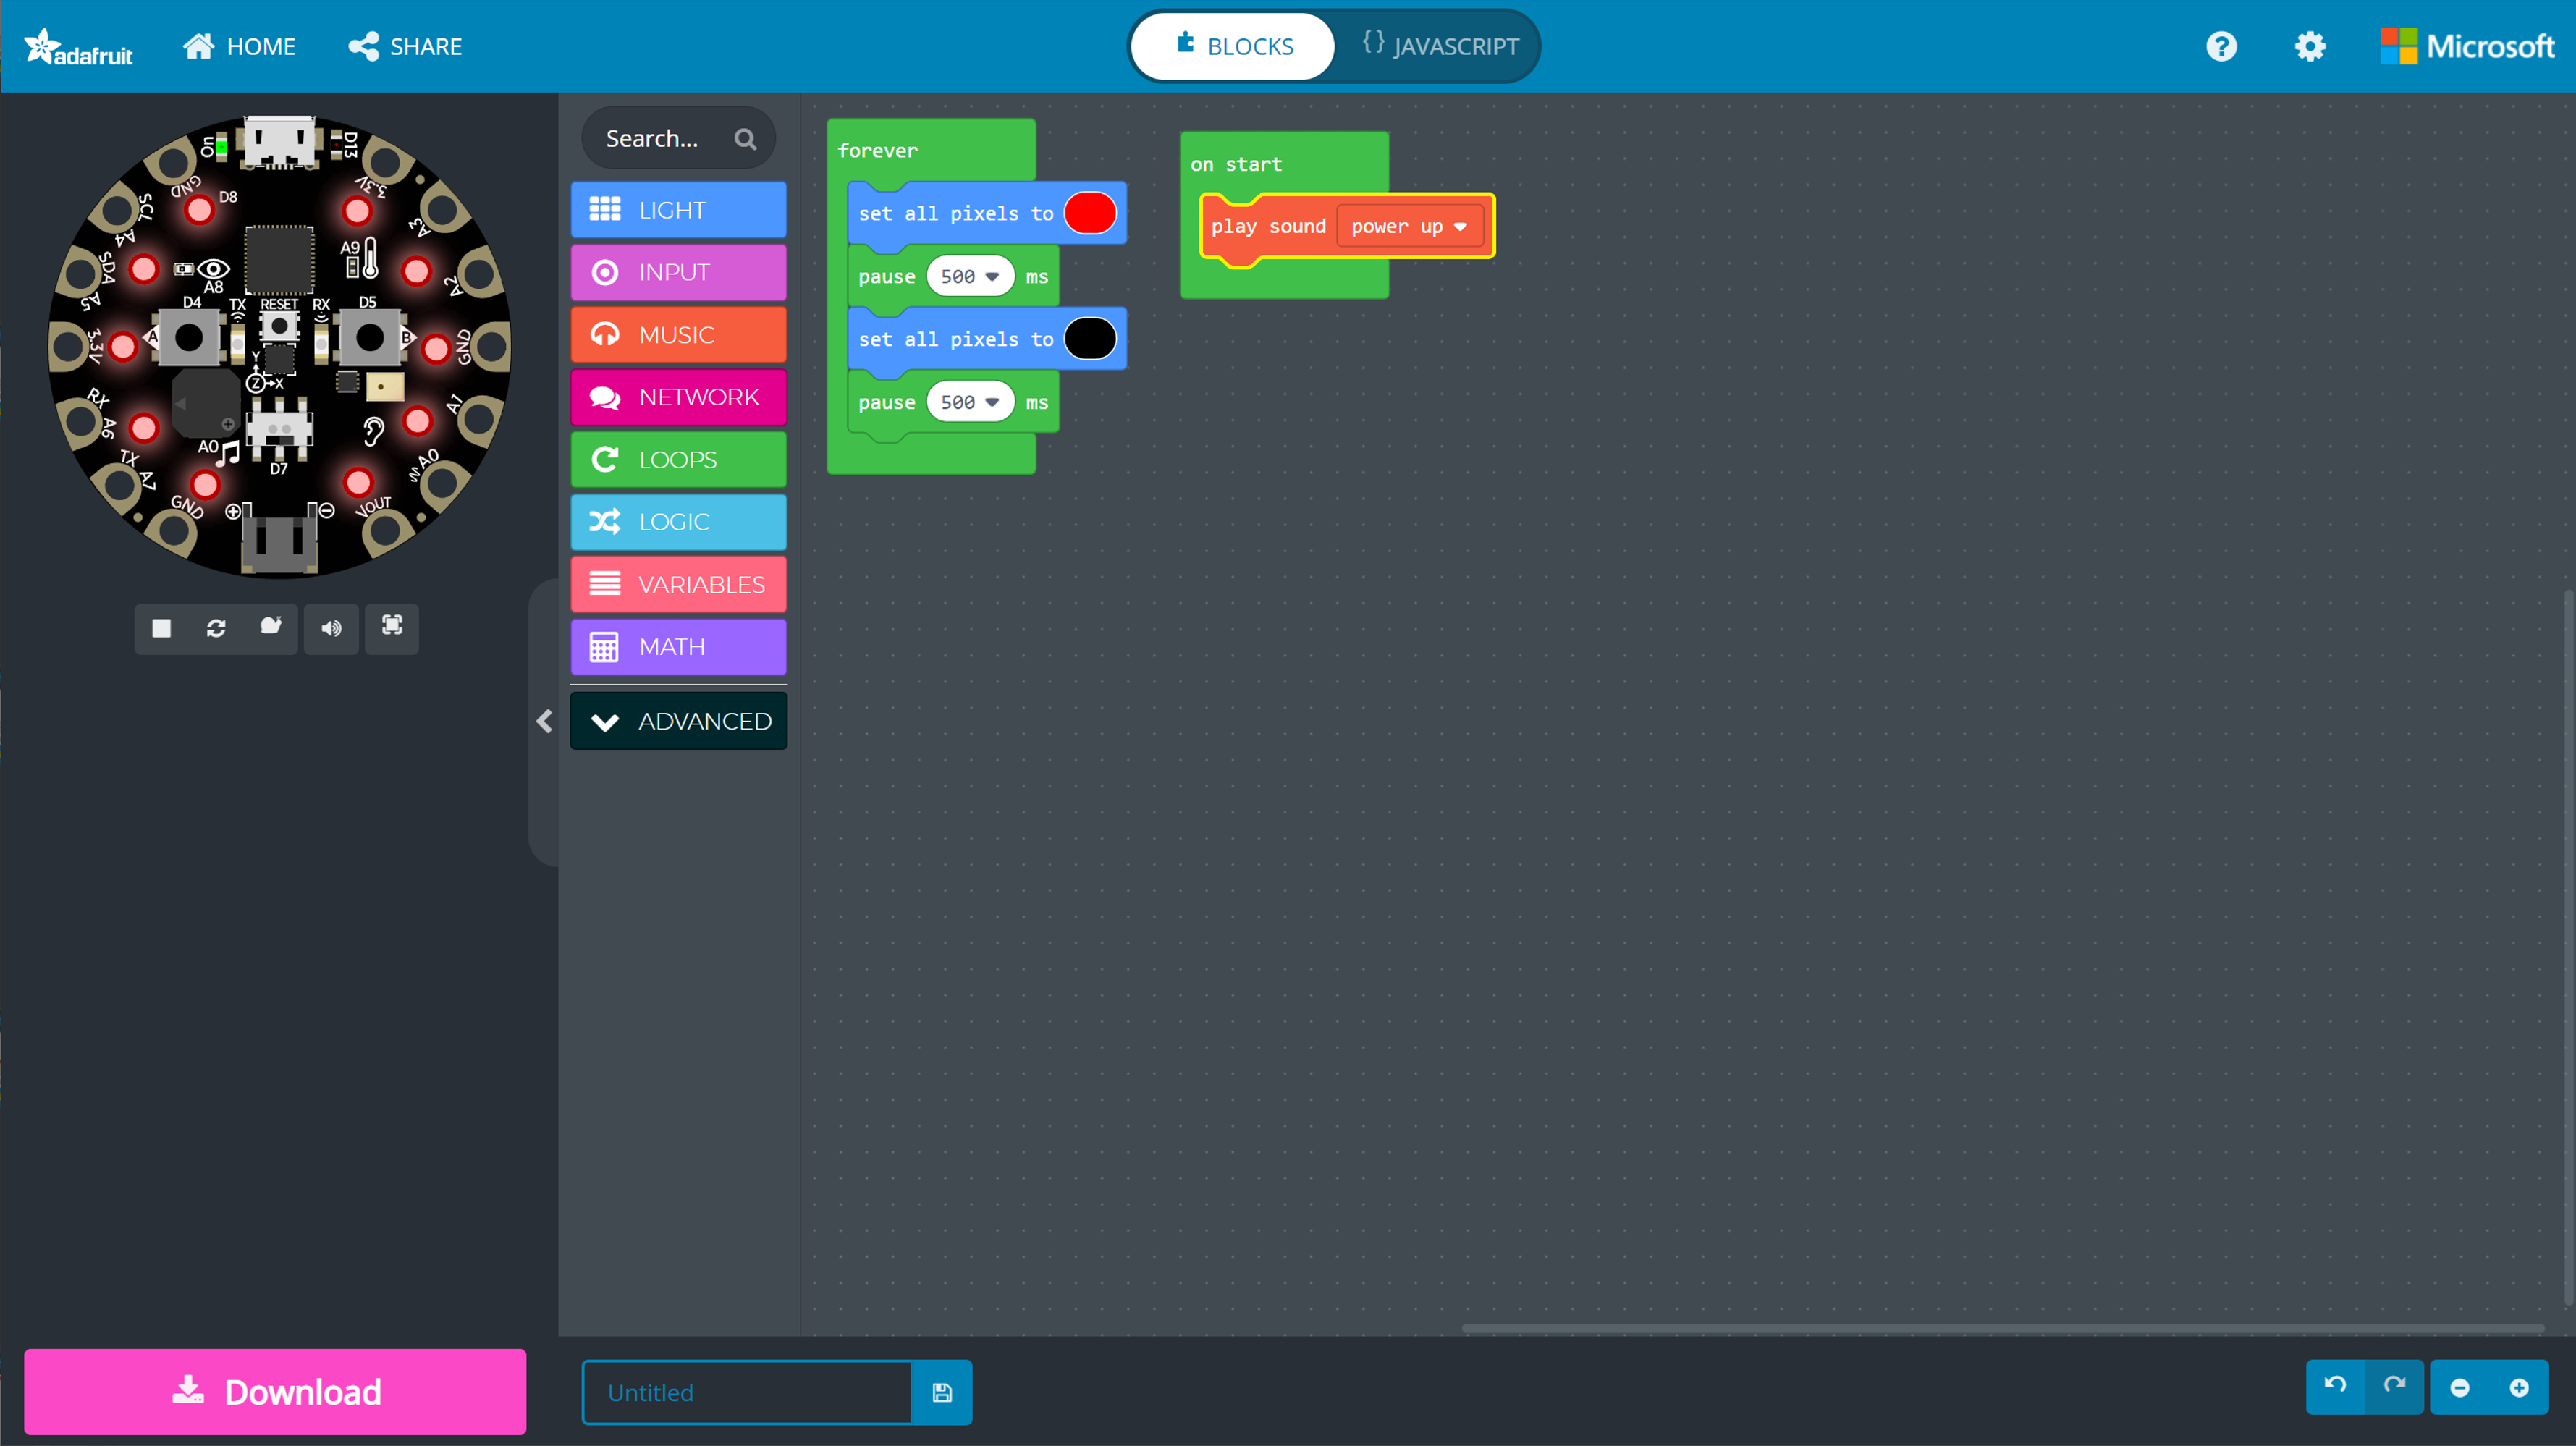 adafruit HOME SHARE BLOCKS {} JAVASCRIPT ? Microsoft
On D13
GND D8 3.3V
SCL A4 A3
SDA A5 A8 A9 A2
D4 TX RESET RX D5
3.3V A B GND
Y Z X
RX A6 A1
A0 D7
TX A7 A0
GND VOUT
Search...
LIGHT
INPUT
MUSIC
NETWORK
LOOPS
LOGIC
VARIABLES
MATH
ADVANCED
forever
set all pixels to
pause 500 ms
set all pixels to
pause 500 ms
on start
play sound power up
Download
Untitled